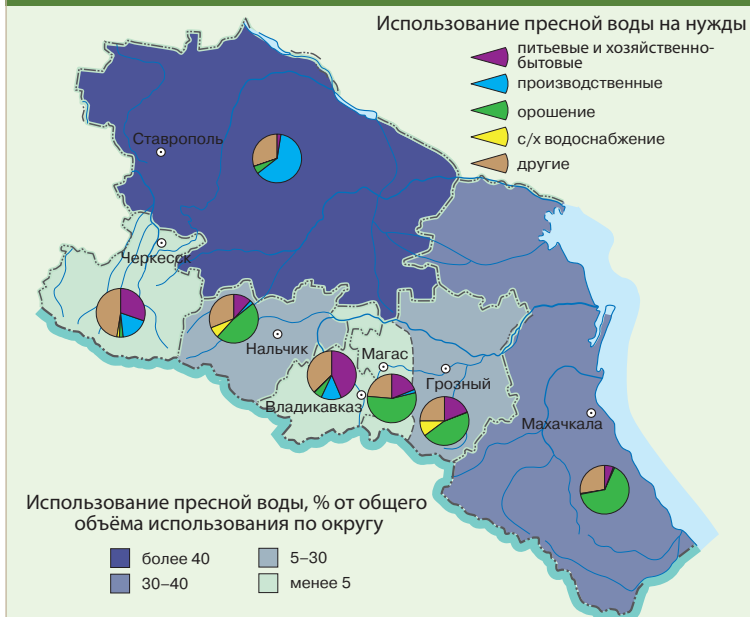 Использование пресной воды на нужды
питьевые и хозяйственно-
бытовые
производственные
орошение
с/х водоснабжение
другие
Ставрополь
Черкесск
Нальчик
Магас
Владикавказ
Грозный
Махачкала
Использование пресной воды, % от общего
объёма использования по округу
более 40
5–30
30–40
менее 5